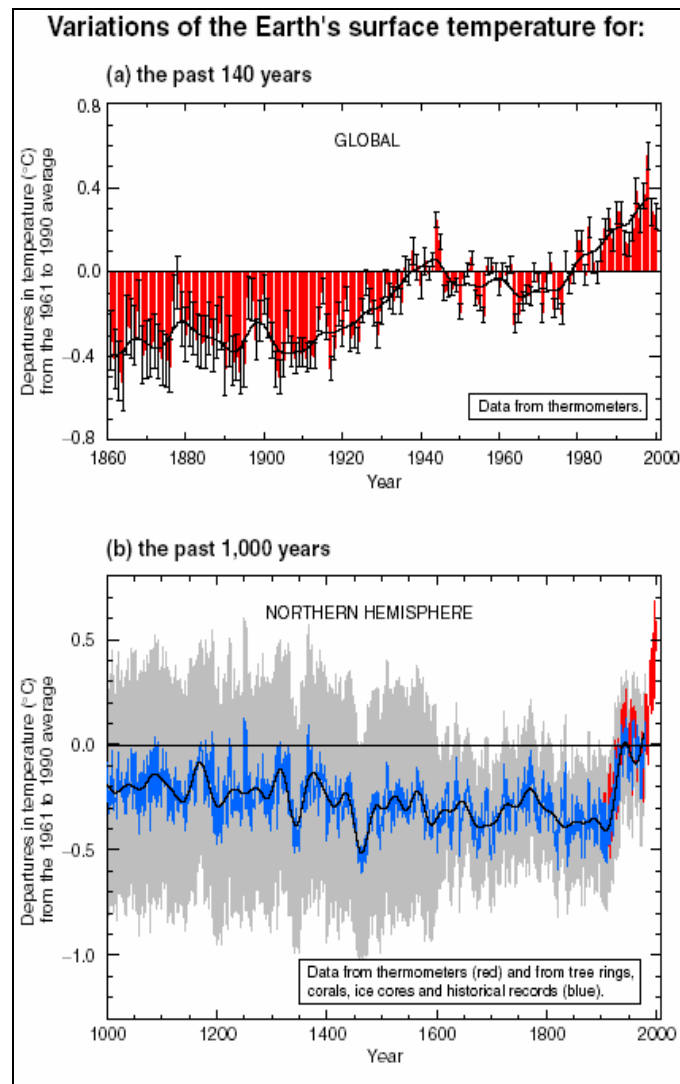 Variations of the Earth's surface temperature for:
(a) the past 140 years
GLOBAL
Departures in temperature (°C)
from the 1961 to 1990 average
0.8
0.4
0.0
−0.4
−0.8
Data from thermometers.
1860 1880 1900 1920 1940 1960 1980 2000
Year
(b) the past 1,000 years
NORTHERN HEMISPHERE
Departures in temperature (°C)
from the 1961 to 1990 average
0.5
0.0
−0.5
−1.0
Data from thermometers (red) and from tree rings,
corals, ice cores and historical records (blue).
1000 1200 1400 1600 1800 2000
Year